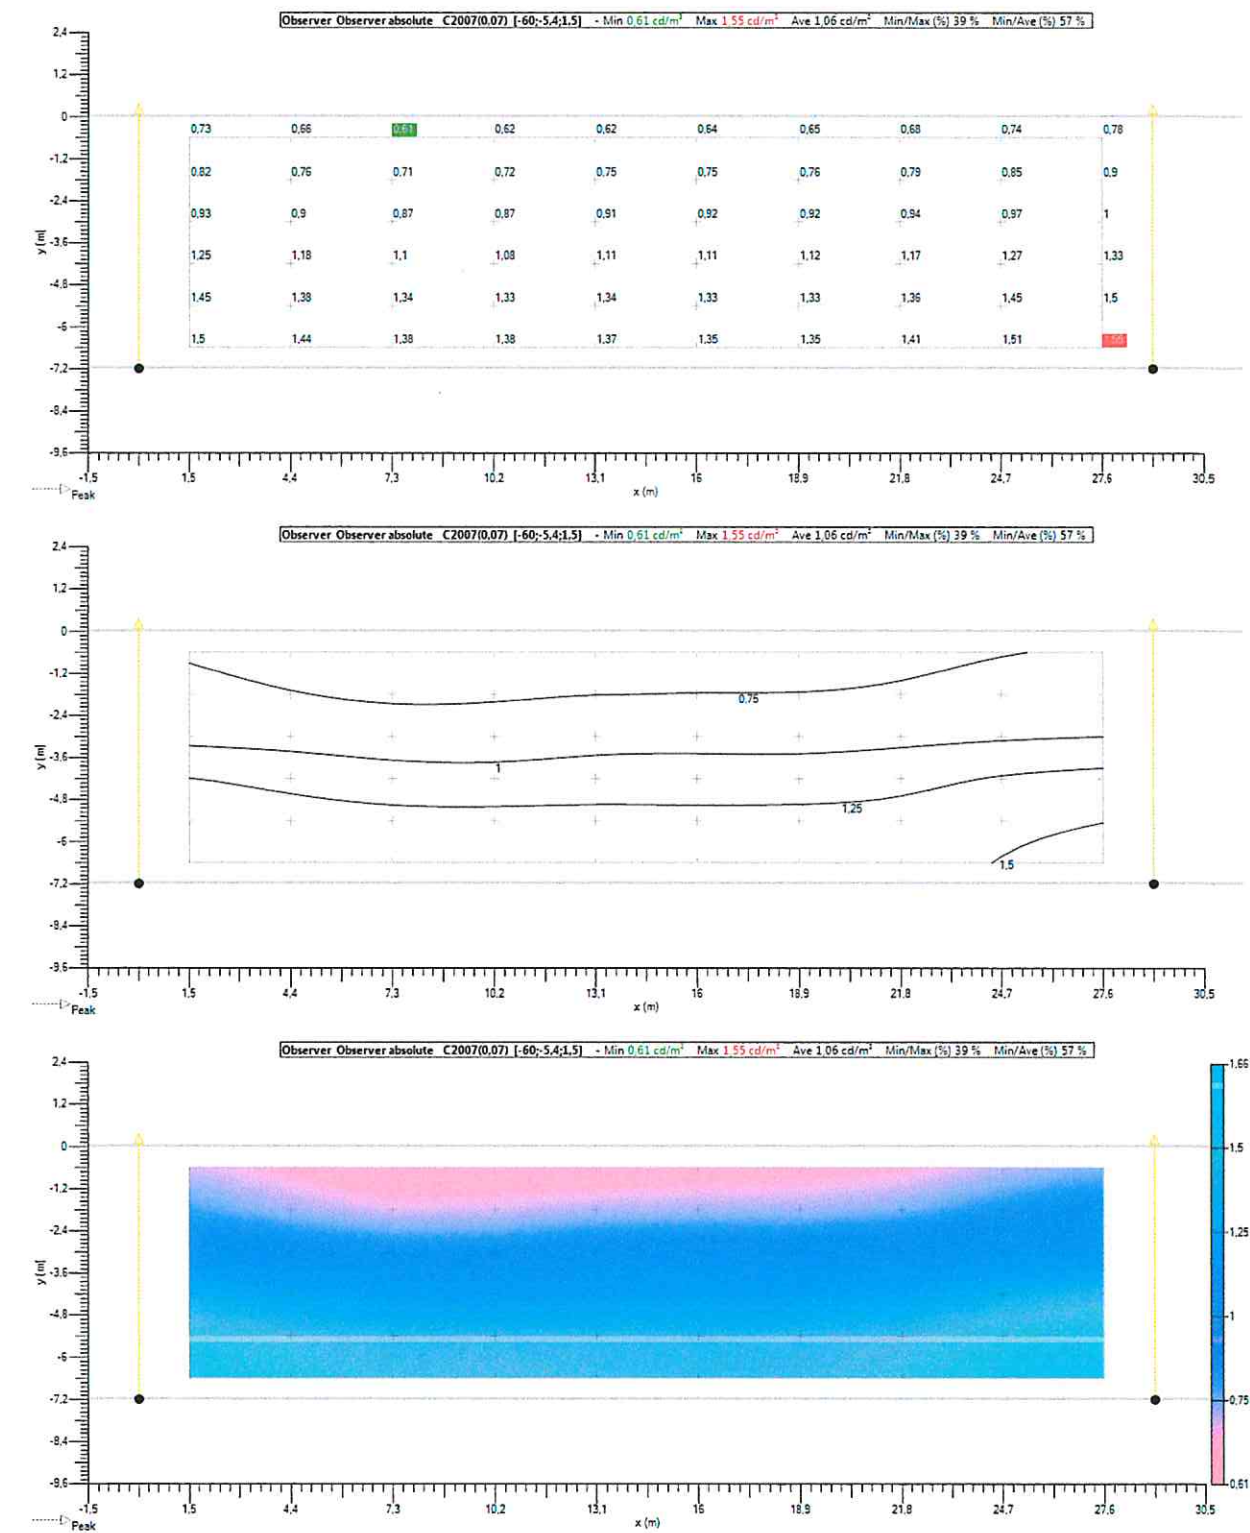 Observer Observer absolute C2007(0,07) [-60;-5,4;1,5] - Min 0,61 cd/m² Max 1,55 cd/m² Ave 1,06 cd/m² Min/Max (%) 39 % Min/Ave (%) 57 %
2,4
1,2
0
0,73 0,66 0,61 0,62 0,62 0,64 0,65 0,68 0,74 0,78
-1,2
0,82 0,76 0,71 0,72 0,75 0,75 0,76 0,79 0,85 0,9
-2,4
0,93 0,9 0,87 0,87 0,91 0,92 0,92 0,94 0,97 1
y (m)
-3,6
1,25 1,18 1,1 1,08 1,11 1,11 1,12 1,17 1,27 1,33
-4,8
1,45 1,38 1,34 1,33 1,34 1,33 1,33 1,36 1,45 1,5
-6
1,5 1,44 1,38 1,38 1,37 1,35 1,35 1,41 1,51 1,55
-7,2
-8,4
-9,6
-1,5 1,5 4,4 7,3 10,2 13,1 16 18,9 21,8 24,7 27,6 30,5
Peak
x (m)
Observer Observer absolute C2007(0,07) [-60;-5,4;1,5] - Min 0,61 cd/m² Max 1,55 cd/m² Ave 1,06 cd/m² Min/Max (%) 39 % Min/Ave (%) 57 %
2,4
1,2
0
-1,2
0,75
-2,4
y (m)
-3,6
1
-4,8
1,25
-6
1,5
-7,2
-8,4
-9,6
-1,5 1,5 4,4 7,3 10,2 13,1 16 18,9 21,8 24,7 27,6 30,5
Peak
x (m)
Observer Observer absolute C2007(0,07) [-60;-5,4;1,5] - Min 0,61 cd/m² Max 1,55 cd/m² Ave 1,06 cd/m² Min/Max (%) 39 % Min/Ave (%) 57 %
2,4
1,2
0
-1,2
-2,4
y (m)
-3,6
-4,8
-6
-7,2
-8,4
-9,6
1,5
1,25
1
0,75
0,61
-1,5 1,5 4,4 7,3 10,2 13,1 16 18,9 21,8 24,7 27,6 30,5
Peak
x (m)